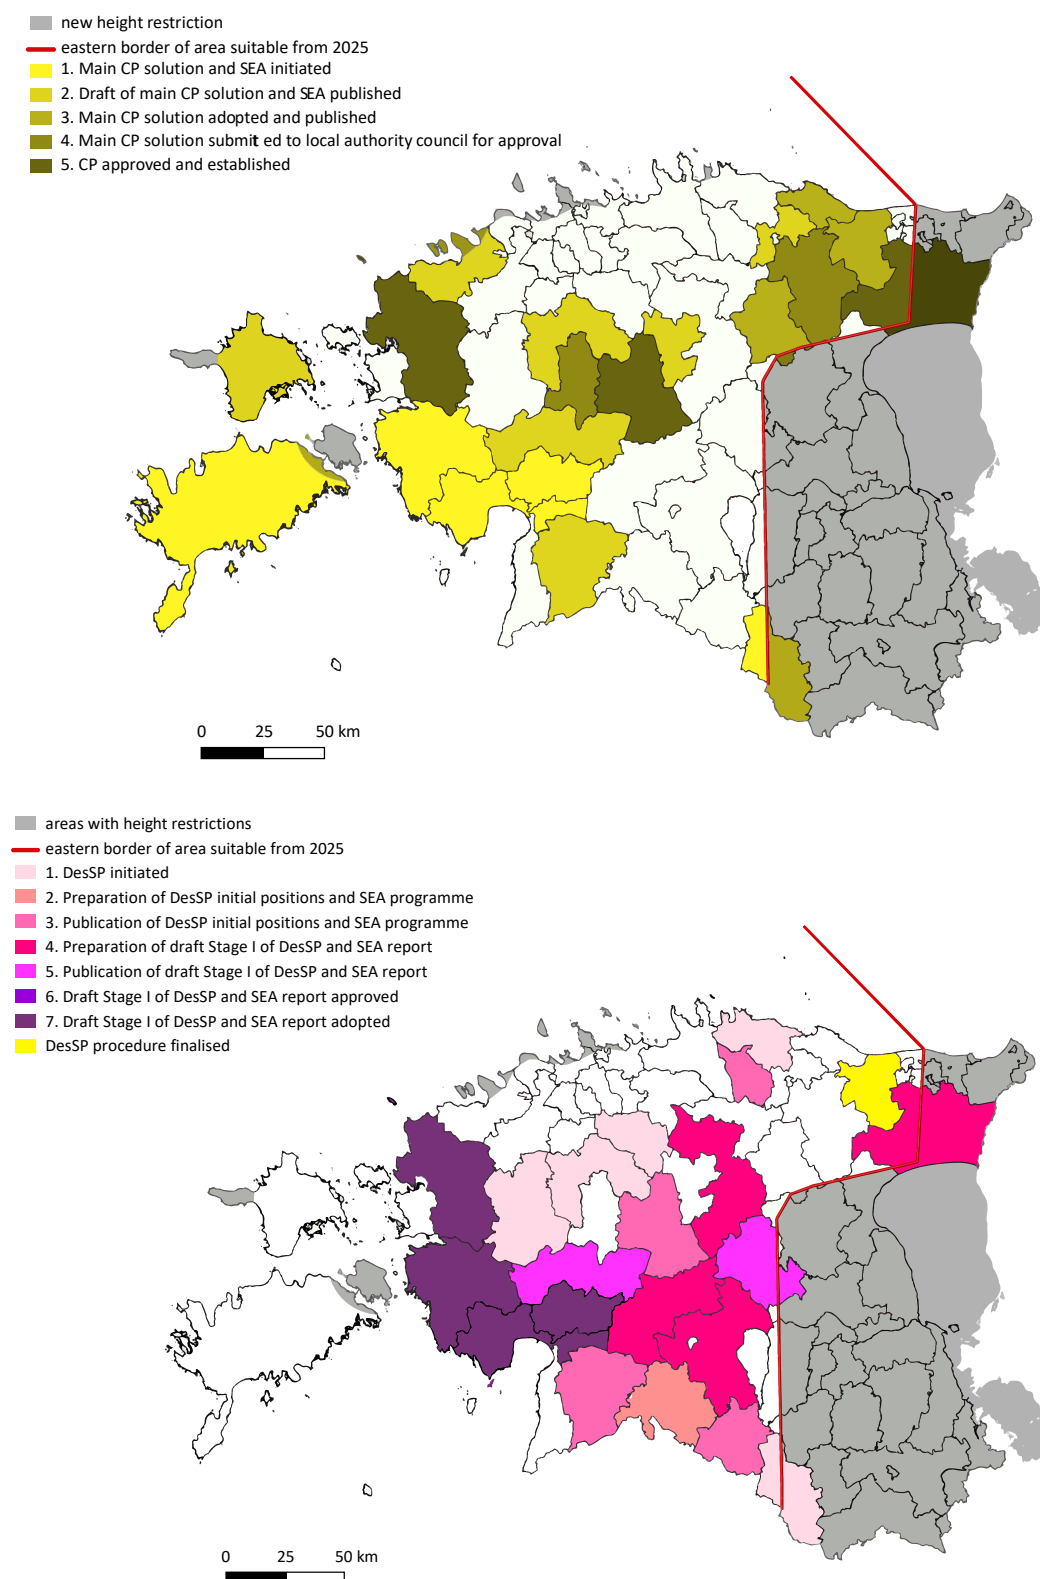 new height restriction
eastern border of area suitable from 2025
1. Main CP solution and SEA initiated
2. Draft of main CP solution and SEA published
3. Main CP solution adopted and published
4. Main CP solution submit ed to local authority council for approval
5. CP approved and established
0 25 50 km
areas with height restrictions
eastern border of area suitable from 2025
1. DesSP initiated
2. Preparation of DesSP initial positions and SEA programme
3. Publication of DesSP initial positions and SEA programme
4. Preparation of draft Stage I of DesSP and SEA report
5. Publication of draft Stage I of DesSP and SEA report
6. Draft Stage I of DesSP and SEA report approved
7. Draft Stage I of DesSP and SEA report adopted
DesSP procedure finalised
0 25 50 km